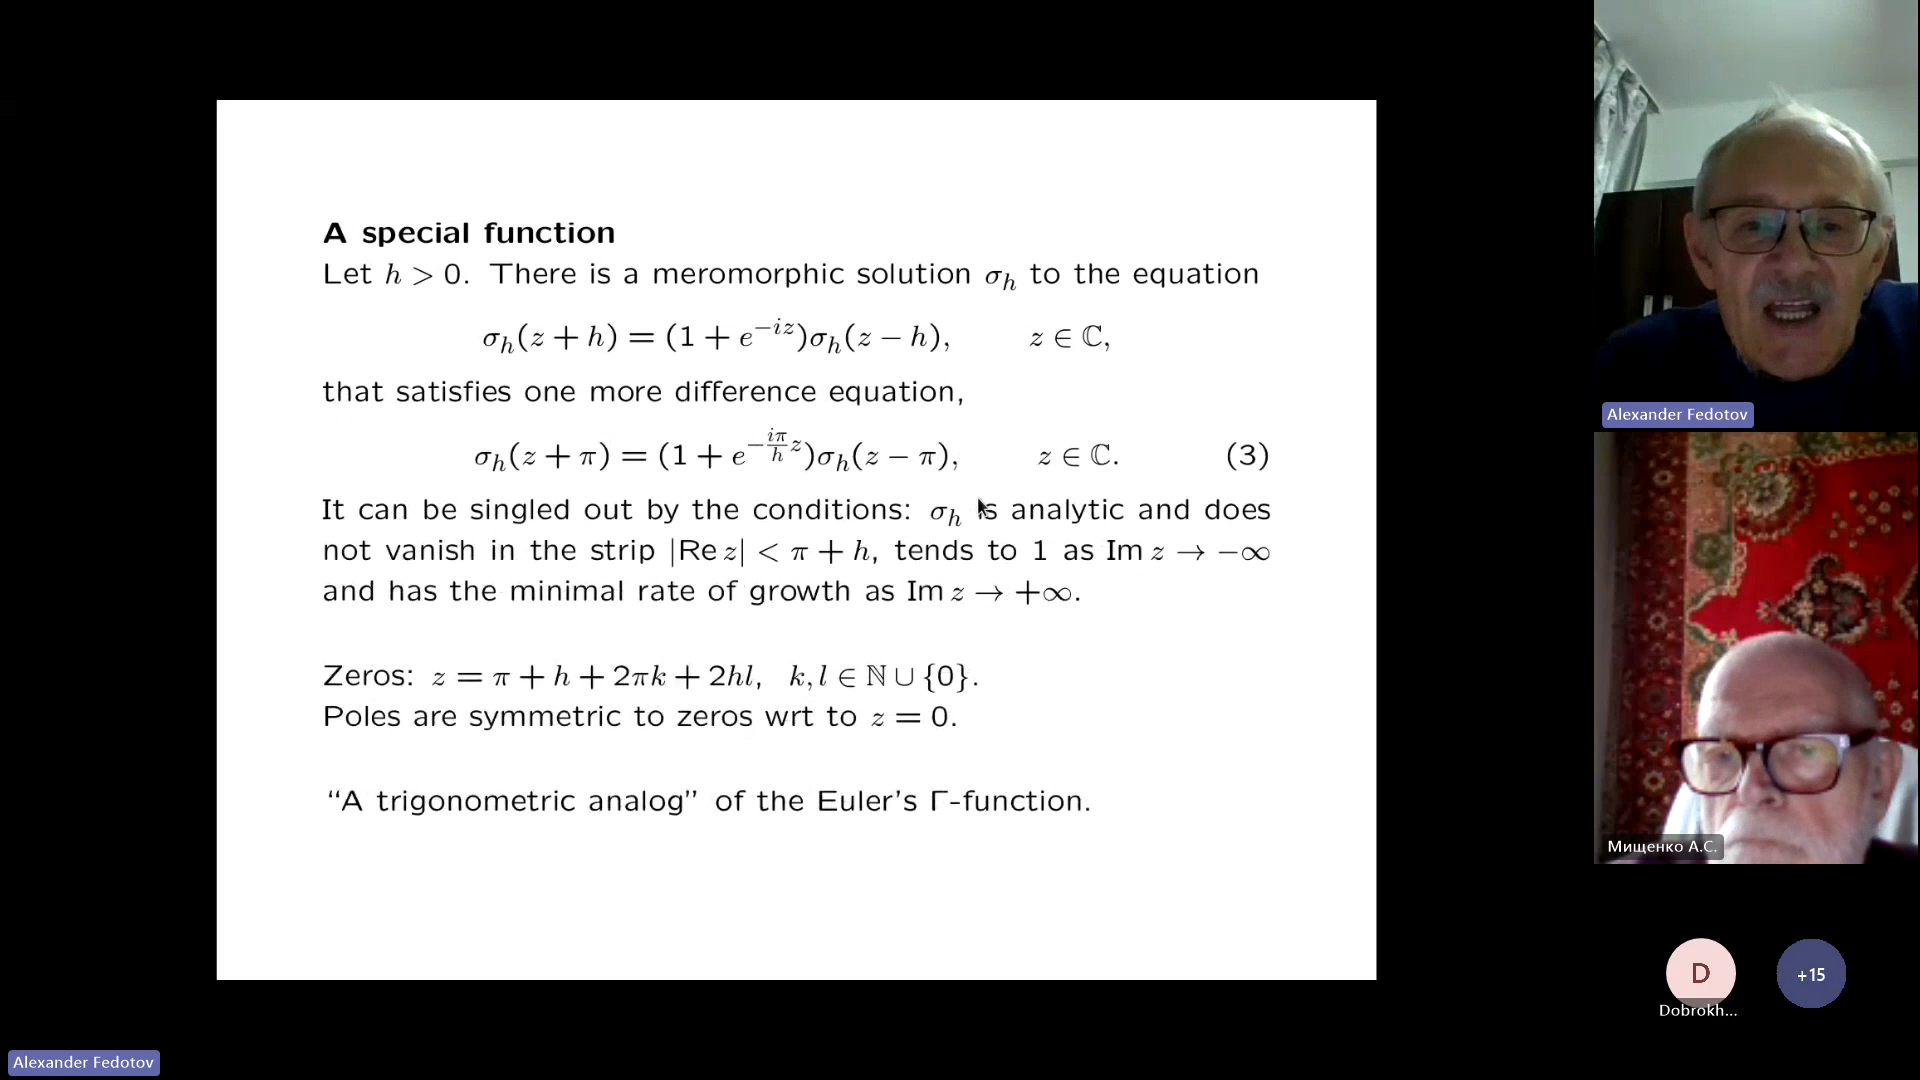 A special function
Let h > 0. There is a meromorphic solution σ_h to the equation
σ_h(z + h) = (1 + e^{−iz})σ_h(z − h), z ∈ ℂ,
that satisfies one more difference equation,
σ_h(z + π) = (1 + e^{−\frac{iπ}{h}z})σ_h(z − π), z ∈ ℂ. (3)
It can be singled out by the conditions: σ_h is analytic and does
not vanish in the strip |Re z| < π + h, tends to 1 as Im z → −∞
and has the minimal rate of growth as Im z → +∞.
Zeros: z = π + h + 2πk + 2hl, k, l ∈ ℕ ∪ {0}.
Poles are symmetric to zeros wrt to z = 0.
“A trigonometric analog” of the Euler’s Γ-function.
Alexander Fedotov
Мищенко А.С.
D
+15
Dobrokh...
Alexander Fedotov